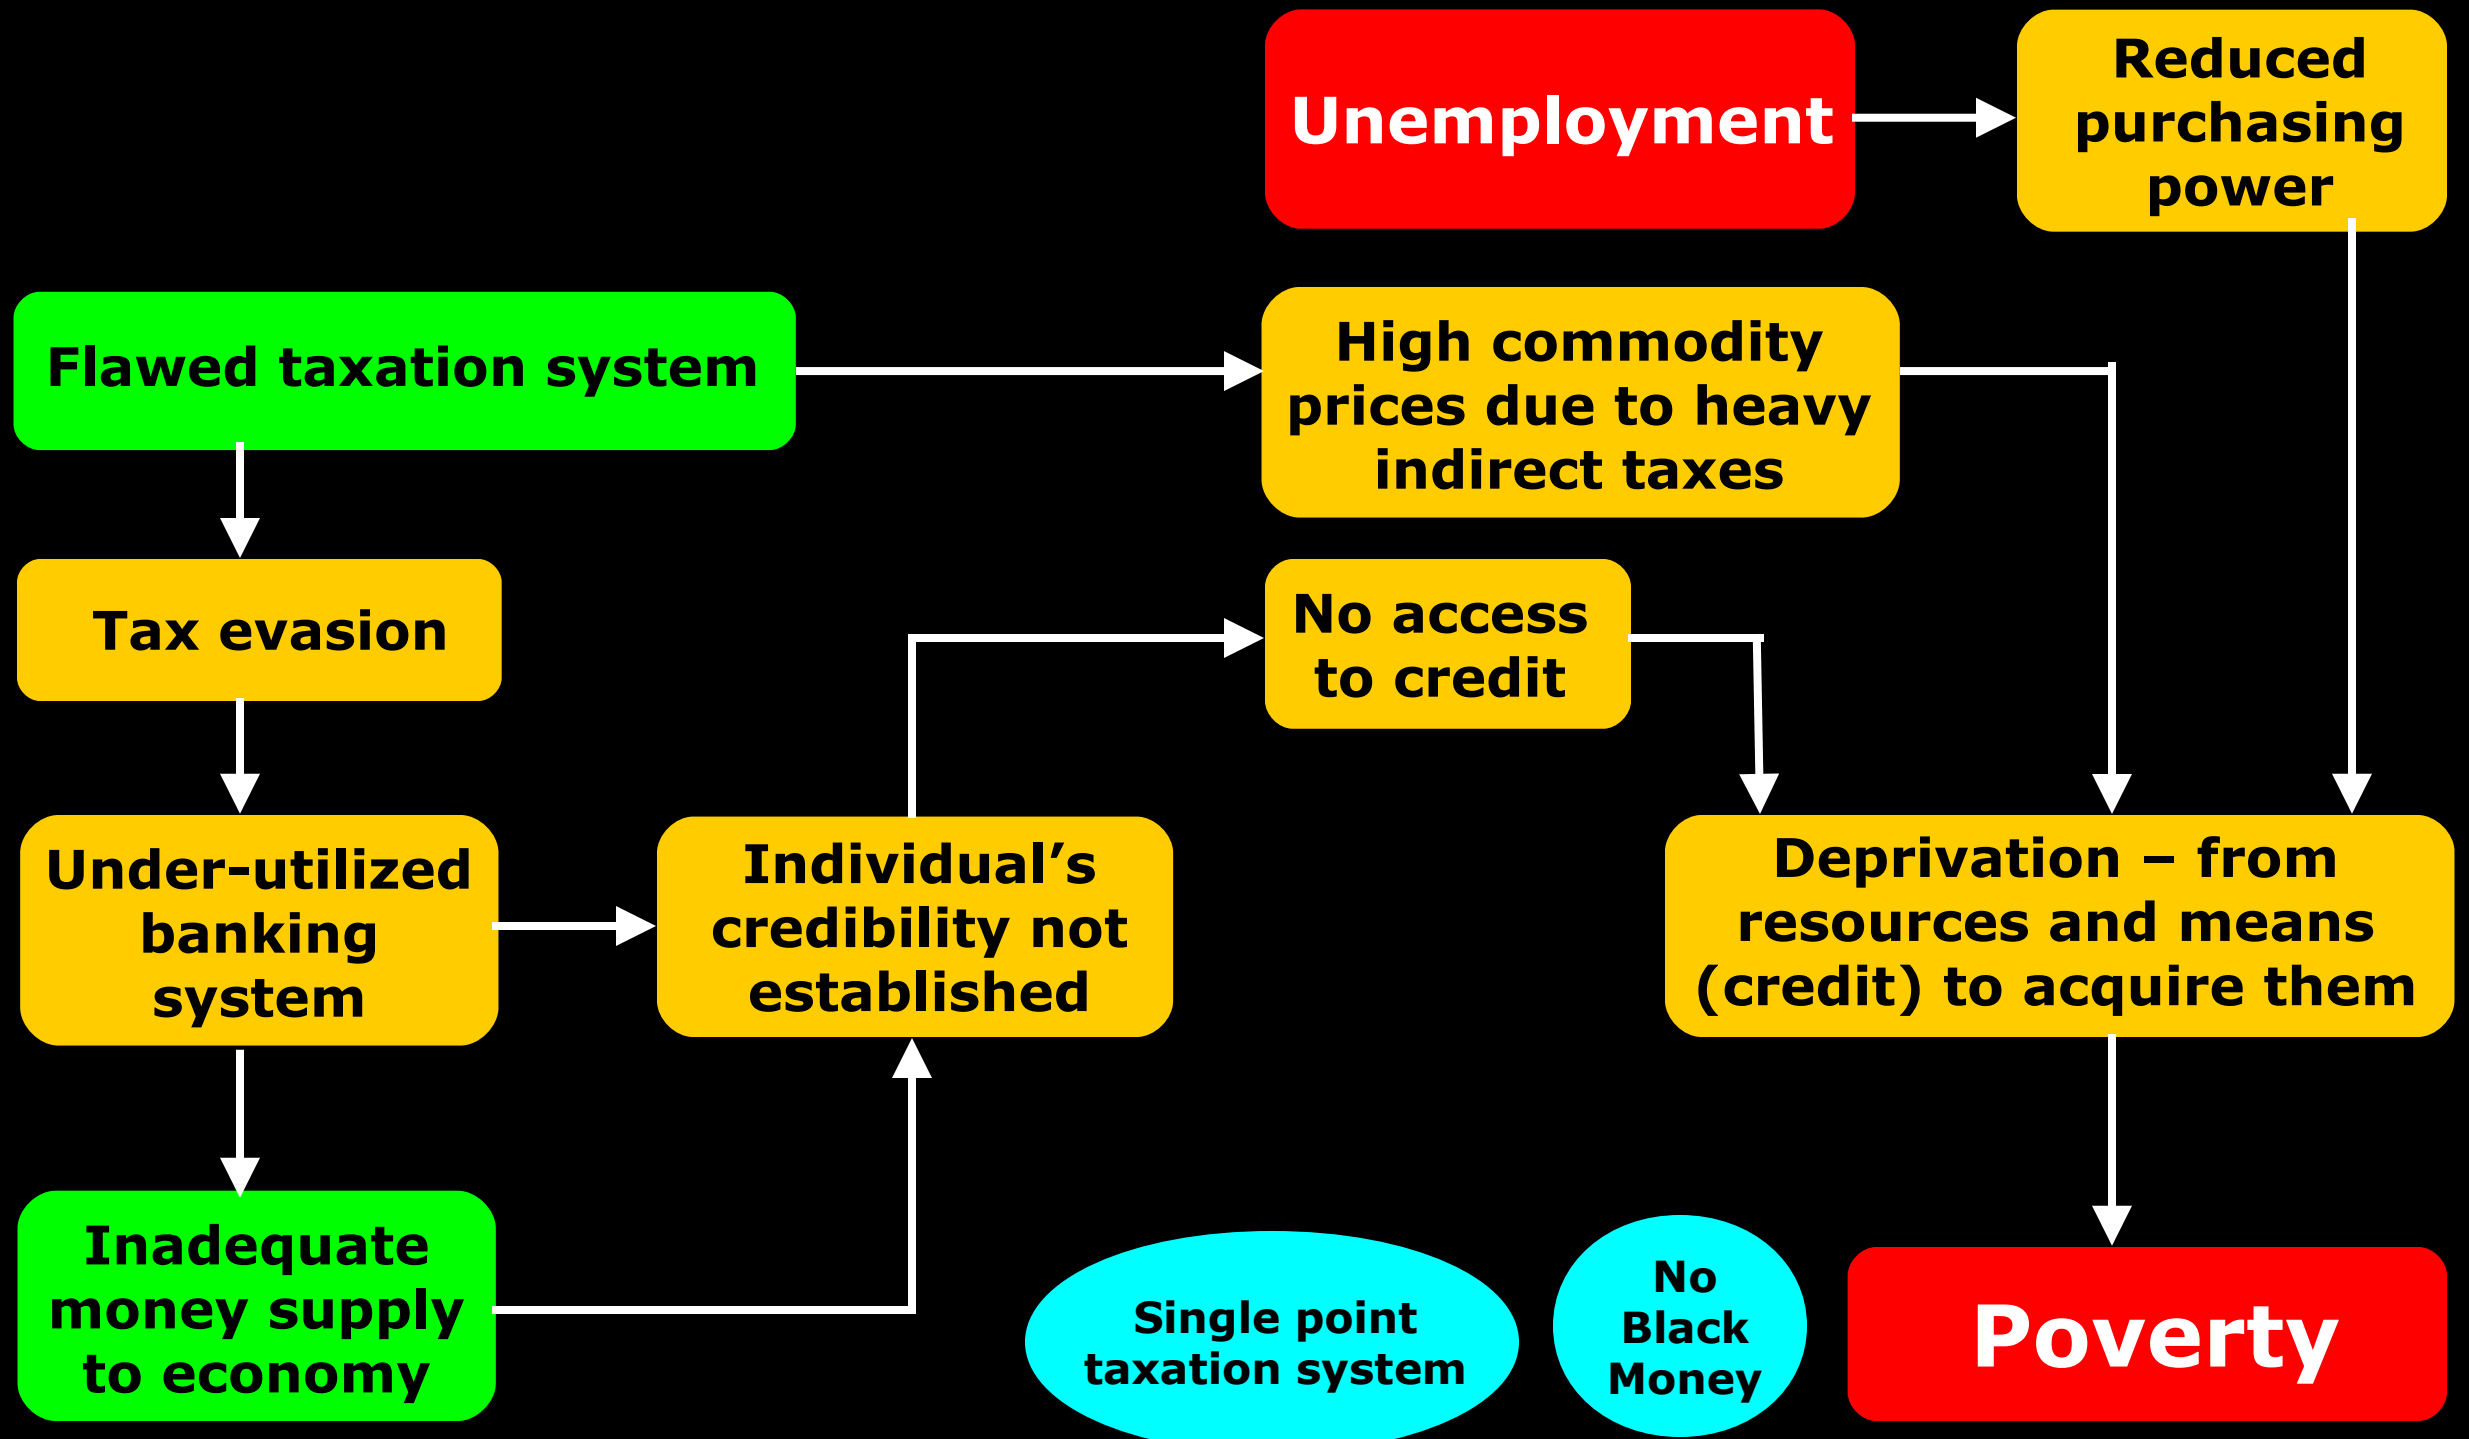 Unemployment
Reduced
purchasing
power
Flawed taxation system
High commodity
prices due to heavy
indirect taxes
Tax evasion
No access
to credit
Under-utilized
banking
system
Individual’s
credibility not
established
Deprivation – from
resources and means
(credit) to acquire them
Inadequate
money supply
to economy
Single point
taxation system
No
Black
Money
Poverty